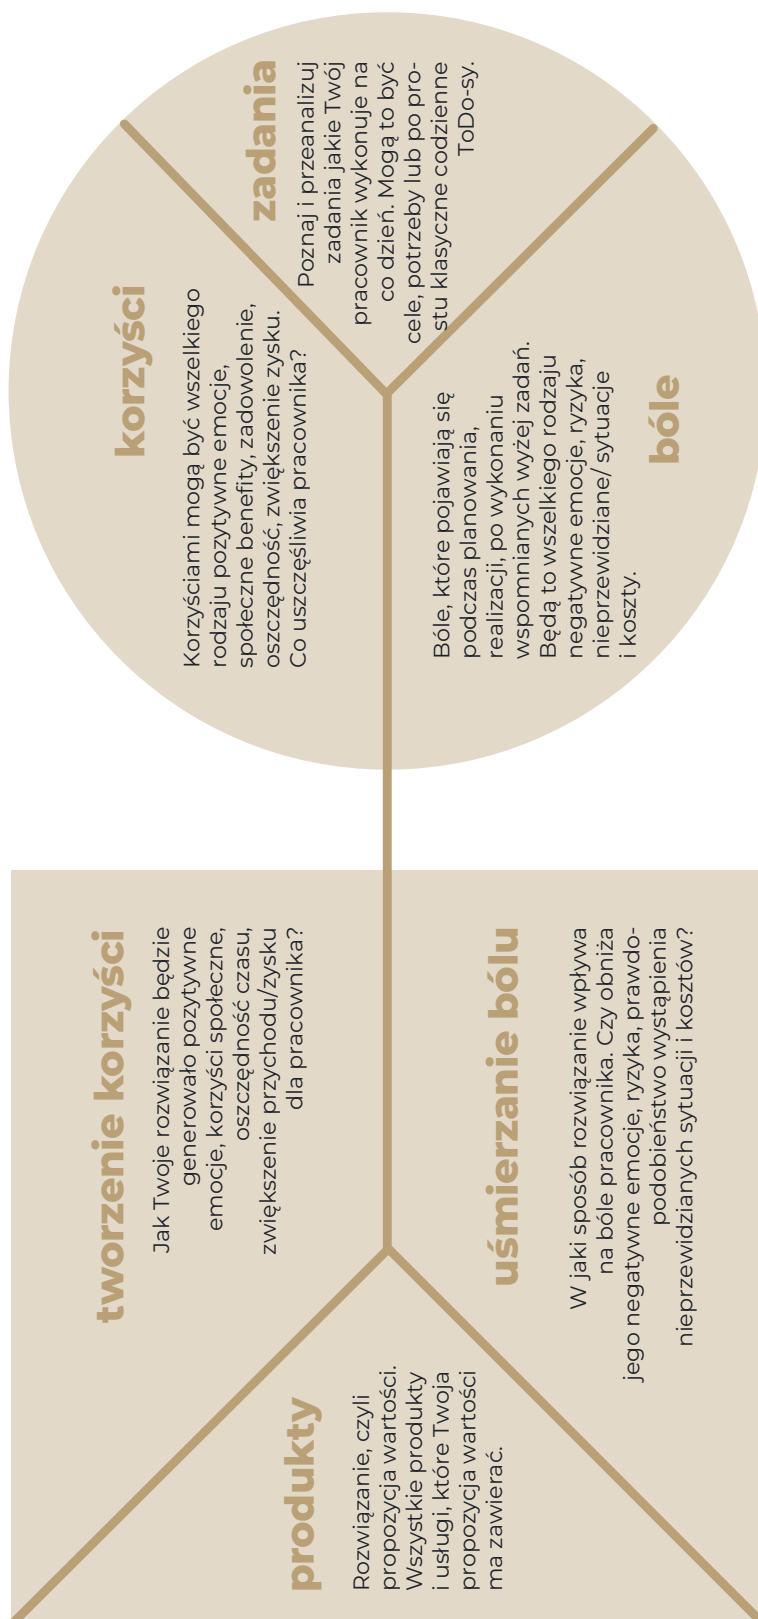 tworzenie korzyści
Jak Twoje rozwiązanie będzie
generowało pozytywne
emocje, korzyści społeczne,
oszczędność czasu,
zwiększenie przychodu/zysku
dla pracownika?
produkty
Rozwiązanie, czyli
propozycja wartości.
Wszystkie produkty
i usługi, które Twoja
propozycja wartości
ma zawierać.
uśmierzanie bólu
W jaki sposób rozwiązanie wpływa
na bóle pracownika. Czy obniża
jego negatywne emocje, ryzyka, prawdo-
podobieństwo wystąpienia
nieprzewidzianych sytuacji i kosztów?
korzyści
Korzyściami mogą być wszelkiego
rodzaju pozytywne emocje,
społeczne benefity, zadowolenie,
oszczędność, zwiększenie zysku.
Co uszczęśliwia pracownika?
zadania
Poznaj i przeanalizuj
zadania jakie Twój
pracownik wykonuje na
co dzień. Mogą to być
cele, potrzeby lub po pro-
stu klasyczne codzienne
ToDo-sy.
bóle
Bóle, które pojawiają się
podczas planowania,
realizacji, po wykonaniu
wspomnianych wyżej zadań.
Będą to wszelkiego rodzaju
negatywne emocje, ryzyka,
nieprzewidziane/ sytuacje
i koszty.